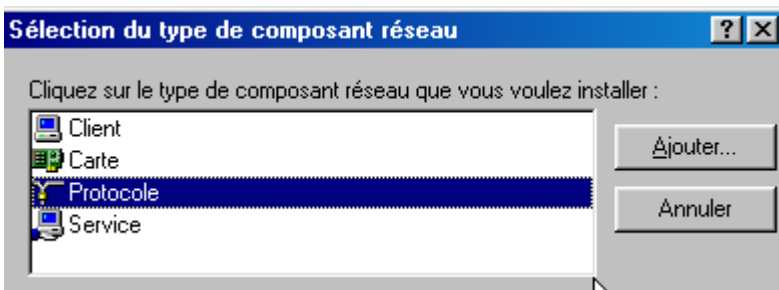 Sélection du type de composant réseau
Cliquez sur le type de composant réseau que vous voulez installer :
Client
Carte
Protocole
Service
Ajouter...
Annuler